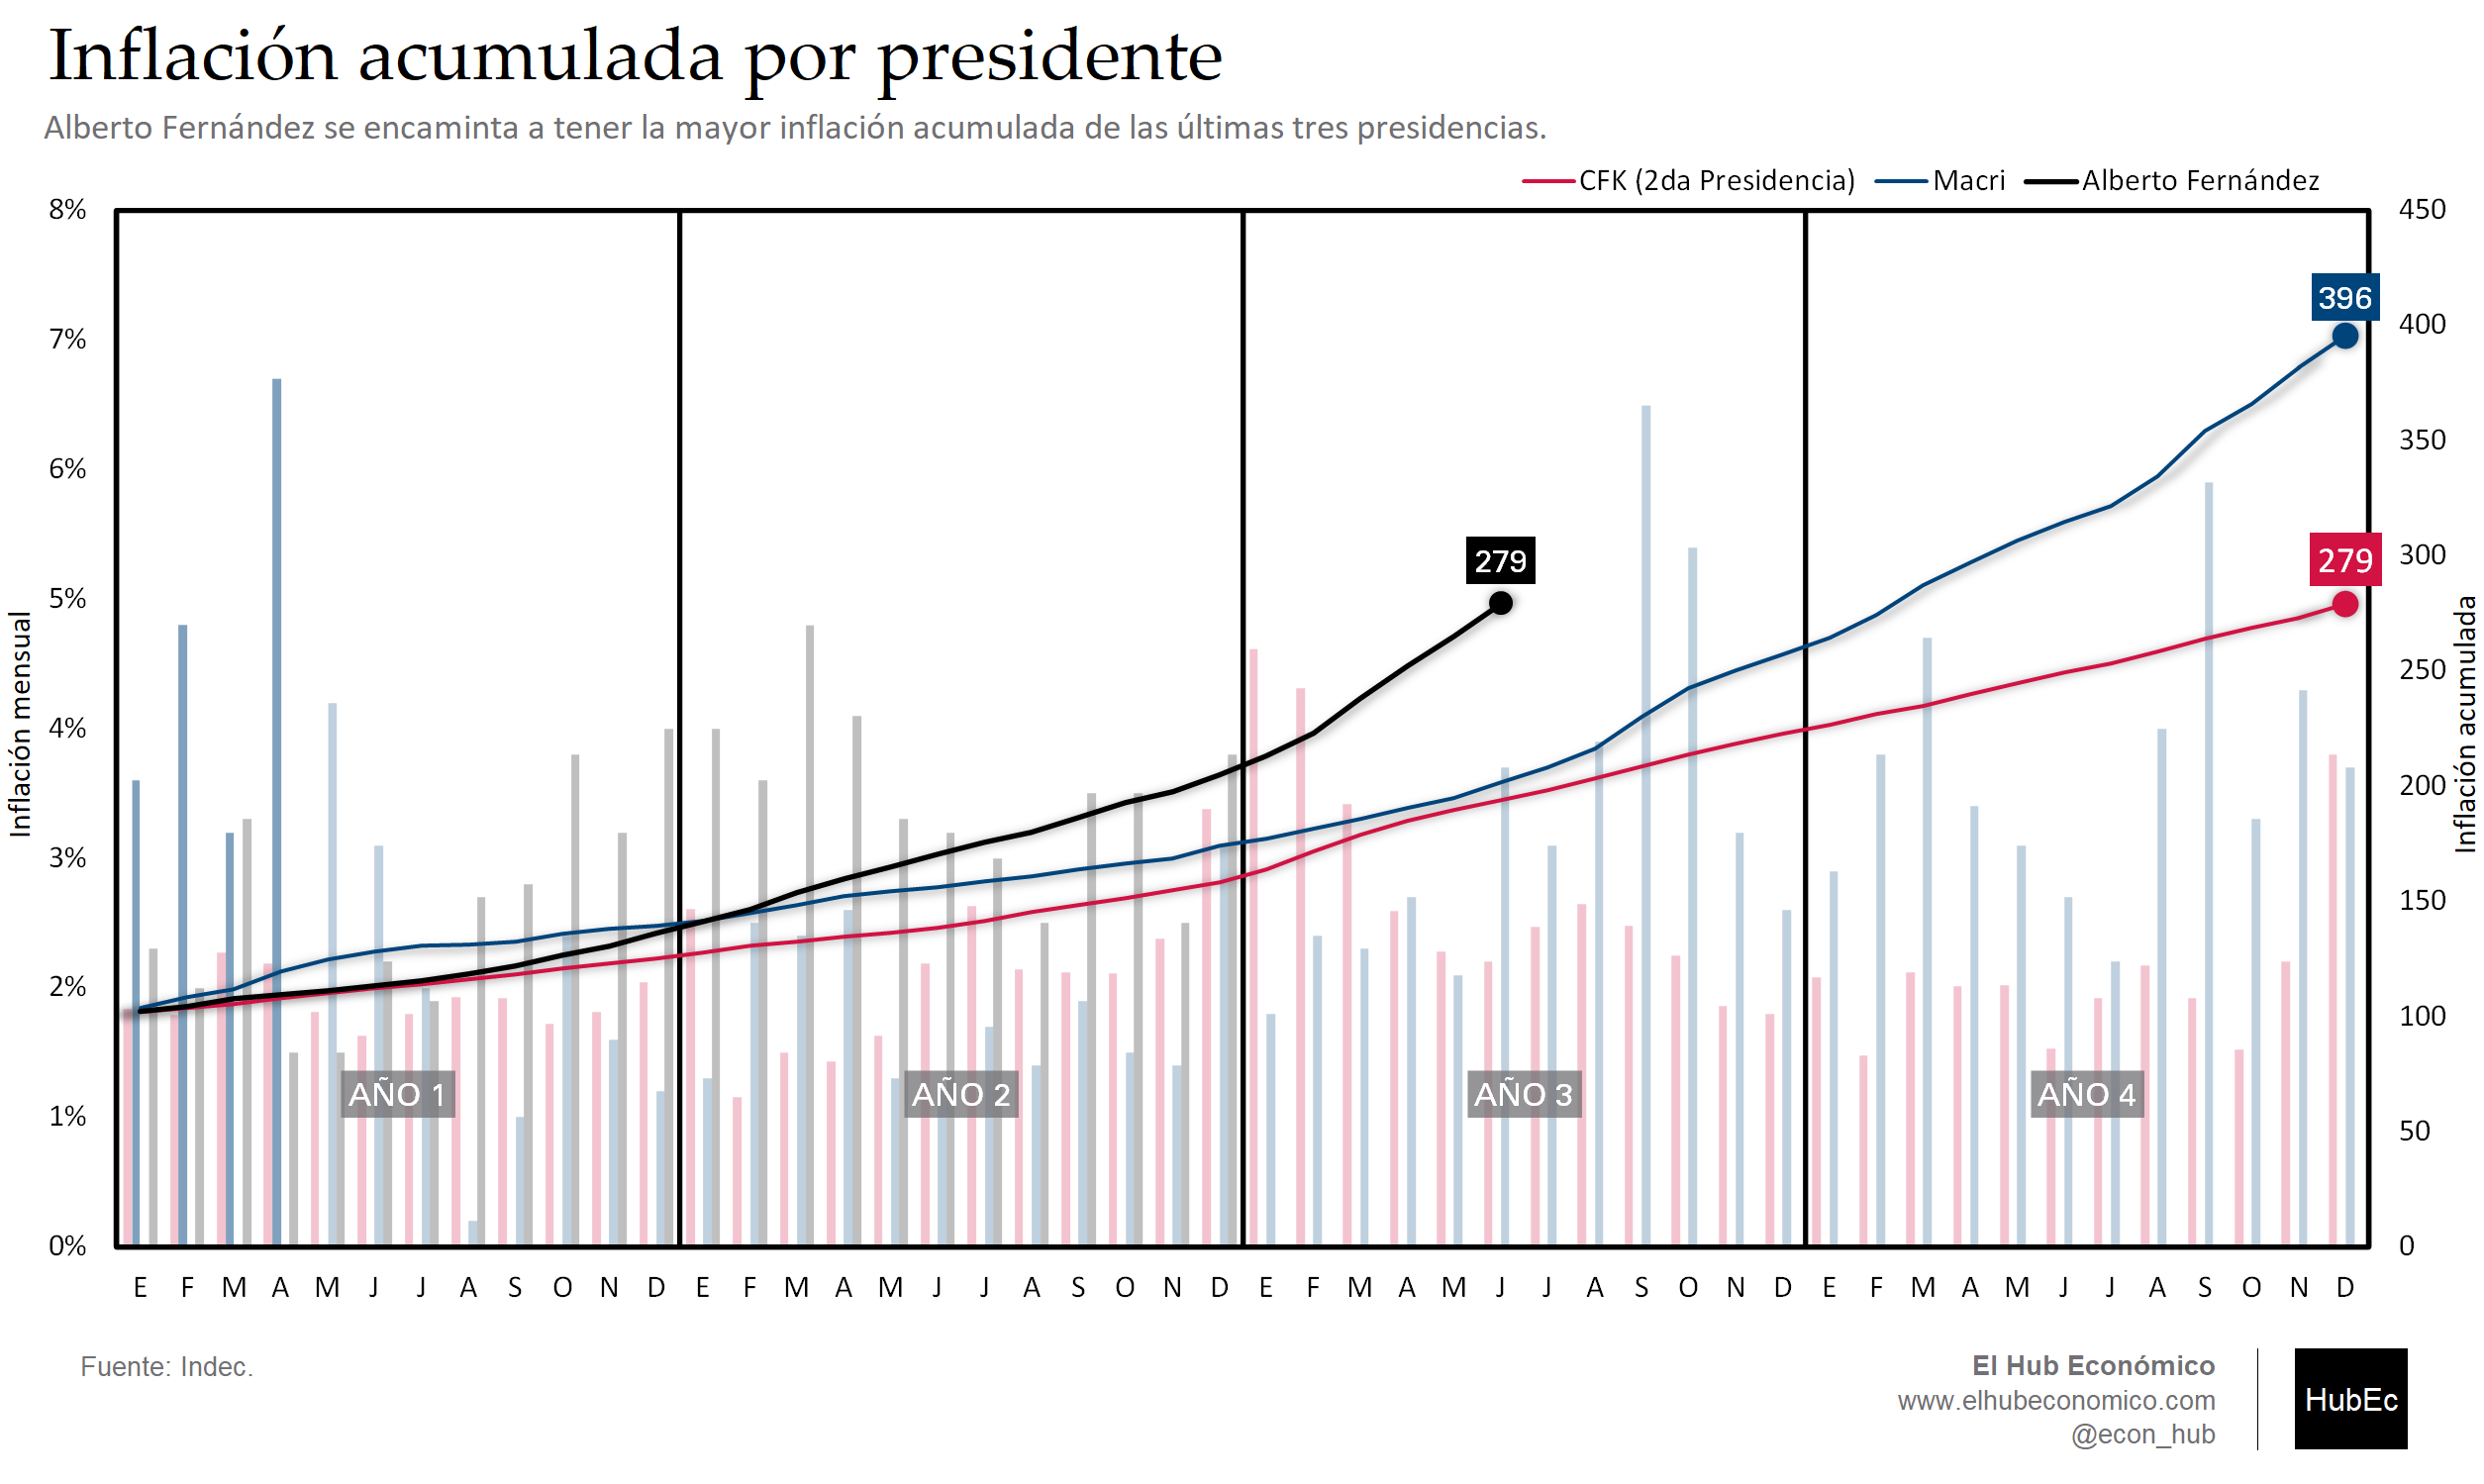 Inflación acumulada por presidente
Alberto Fernández se encamina a tener la mayor inflación acumulada de las últimas tres presidencias.
CFK (2da Presidencia) Macri Alberto Fernández
8%
7%
6%
5%
4%
3%
2%
1%
0%
Inflación mensual
450
400
350
300
250
200
150
100
50
0
Inflación acumulada
396
279
279
AÑO 1 AÑO 2 AÑO 3 AÑO 4
E F M A M J J A S O N D E F M A M J J A S O N D E F M A M J J A S O N D E F M A M J J A S O N D
Fuente: Indec.
El Hub Económico
www.elhubeconomico.com
@econ_hub
HubEc